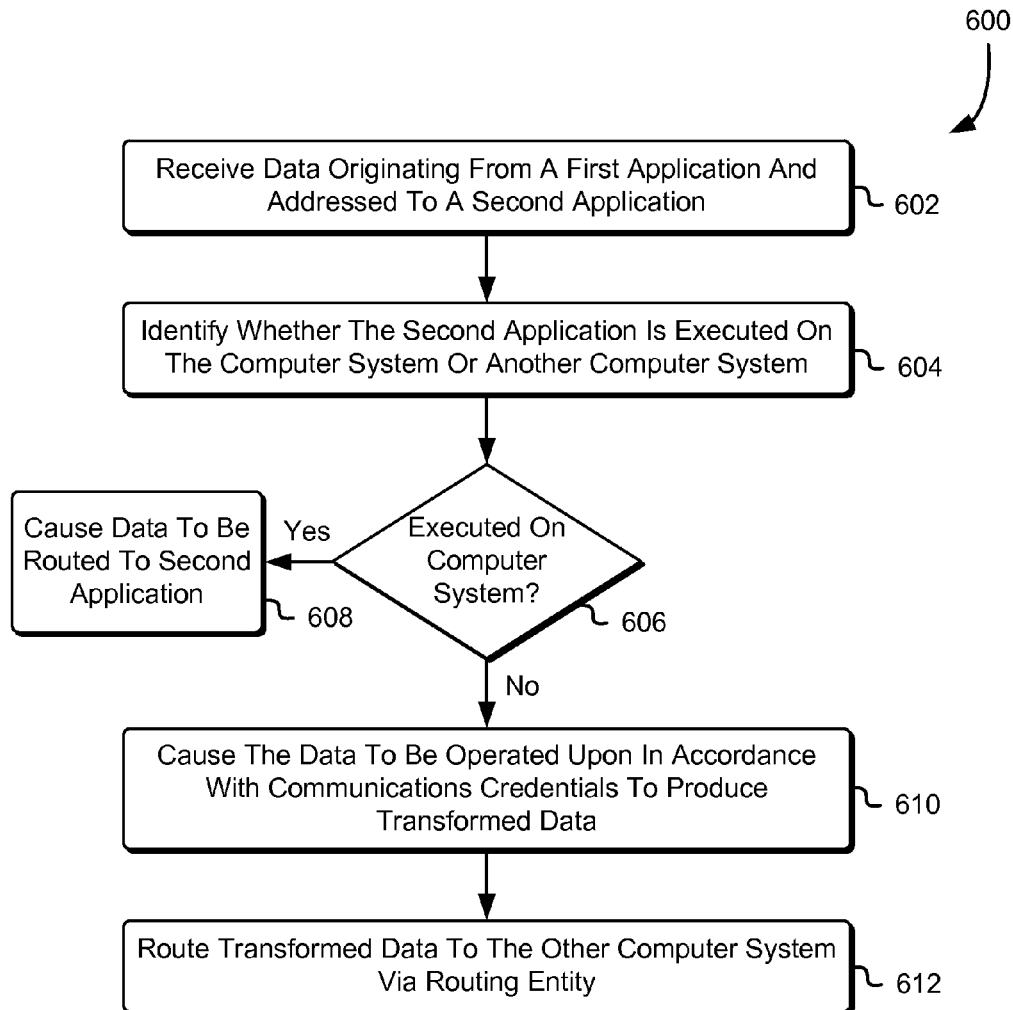 600
Receive Data Originating From A First Application And
Addressed To A Second Application
602
Identify Whether The Second Application Is Executed On
The Computer System Or Another Computer System
604
Executed On
Computer
System?
606
Yes
Cause Data To Be
Routed To Second
Application
608
No
Cause The Data To Be Operated Upon In Accordance
With Communications Credentials To Produce
Transformed Data
610
Route Transformed Data To The Other Computer System
Via Routing Entity
612